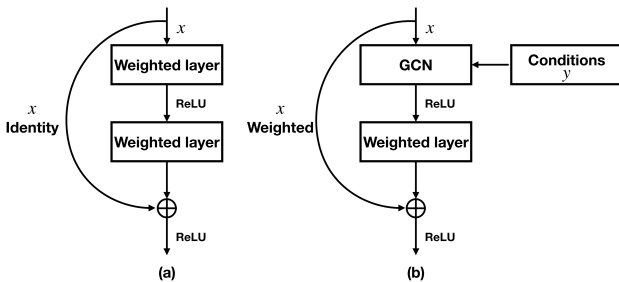 x
Weighted layer
ReLU
x
Identity
Weighted layer
ReLU
(a)
x
GCN
Conditions
y
ReLU
x
Weighted
Weighted layer
ReLU
(b)